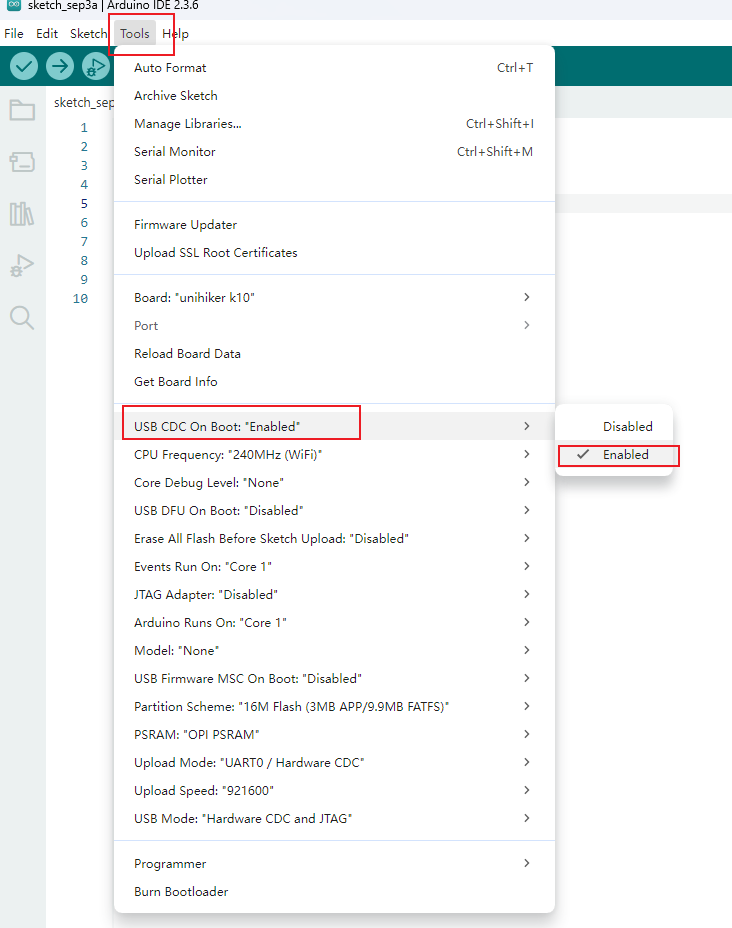 sketch_sep3a | Arduino IDE 2.3.6
File Edit Sketch Tools Help
sketch_sep
1
2
3
4
5
6
7
8
9
10
Auto Format Ctrl+T
Archive Sketch
Manage Libraries... Ctrl+Shift+I
Serial Monitor Ctrl+Shift+M
Serial Plotter
Firmware Updater
Upload SSL Root Certificates
Board: "unihiker k10"
Port
Reload Board Data
Get Board Info
USB CDC On Boot: "Enabled"
Disabled
Enabled
CPU Frequency: "240MHz (WiFi)"
Core Debug Level: "None"
USB DFU On Boot: "Disabled"
Erase All Flash Before Sketch Upload: "Disabled"
Events Run On: "Core 1"
JTAG Adapter: "Disabled"
Arduino Runs On: "Core 1"
Model: "None"
USB Firmware MSC On Boot: "Disabled"
Partition Scheme: "16M Flash (3MB APP/9.9MB FATFS)"
PSRAM: "OPI PSRAM"
Upload Mode: "UART0 / Hardware CDC"
Upload Speed: "921600"
USB Mode: "Hardware CDC and JTAG"
Programmer
Burn Bootloader